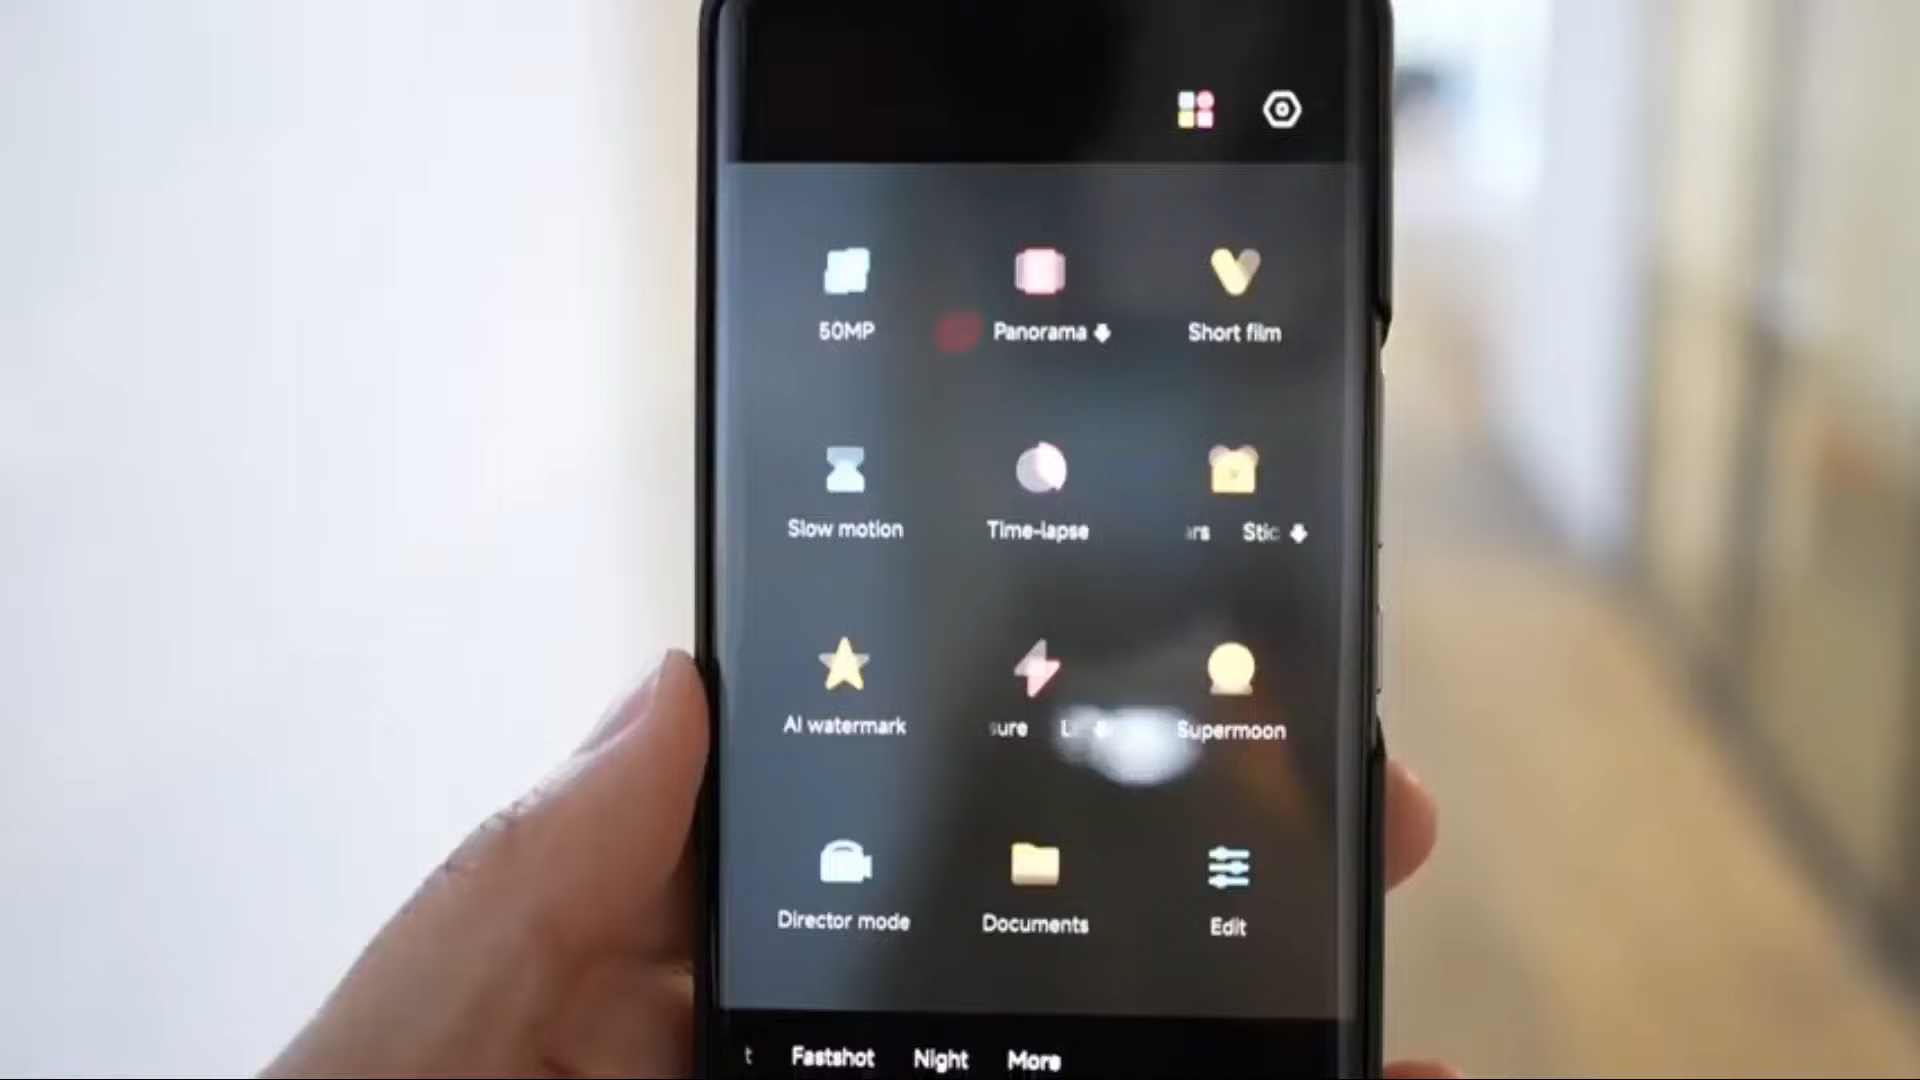 50MP Panorama Short film
Slow motion Time-lapse ars Stic
AI watermark sure L Supermoon
Director mode Documents Edit
t Fastshot Night More